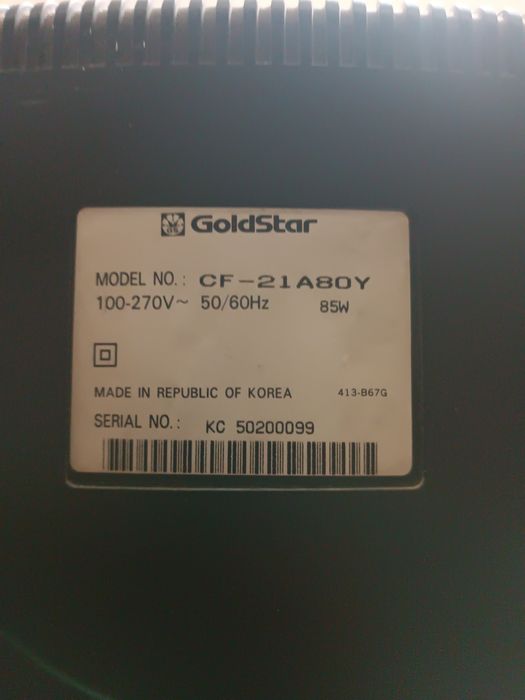 GoldStar
MODEL NO.: CF-21A80Y
100-270V~ 50/60Hz 85W
MADE IN REPUBLIC OF KOREA 413-B67G
SERIAL NO.: KC 50200099